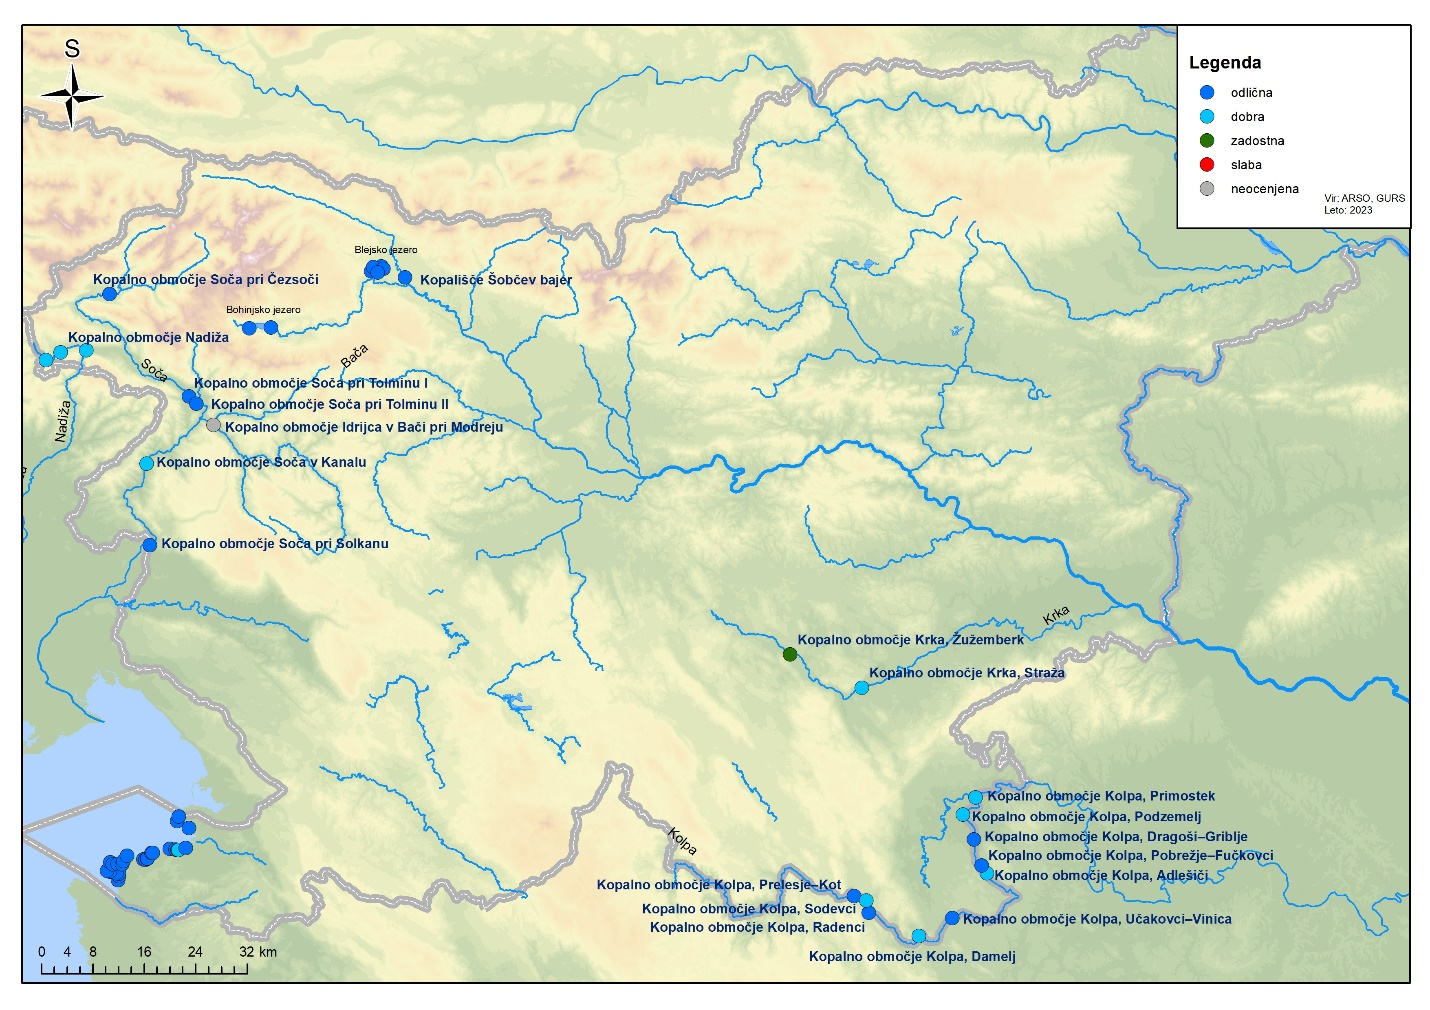 S
Legenda
odlična
dobra
zadostna
slaba
neocenjena
Vir: ARSO, GURS
Leto: 2023
Blejsko jezero
Kopalno območje Soča pri Čezsoči
Kopališče Šobčev bajer
Bohinjsko jezero
Kopalno območje Nadiža
Bača
Soča
Kopalno območje Soča pri Tolminu I
Kopalno območje Soča pri Tolminu II
Nadiža
Kopalno območje Idrijca v Bači pri Modreju
Kopalno območje Soča v Kanalu
Kopalno območje Soča pri Solkanu
Krka
Kopalno območje Krka, Žužemberk
Kopalno območje Krka, Straža
Kopalno območje Kolpa, Primostek
Kopalno območje Kolpa, Podzemelj
Kopalno območje Kolpa, Dragoši–Griblje
Kolpa
Kopalno območje Kolpa, Pobrežje–Fučkovci
Kopalno območje Kolpa, Adlešiči
Kopalno območje Kolpa, Prelesje–Kot
Kopalno območje Kolpa, Sodevci
Kopalno območje Kolpa, Učakovci–Vinica
Kopalno območje Kolpa, Radenci
Kopalno območje Kolpa, Damelj
0 4 8 16 24 32 km